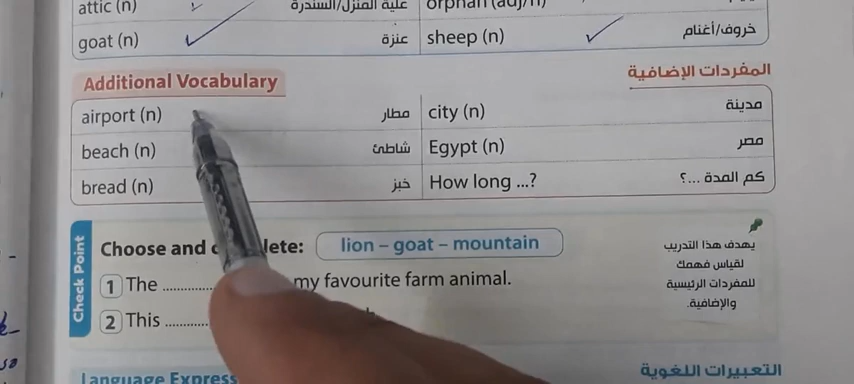 attic (n) علية المنزل/السندرة orphan (adj/n)
goat (n) عنزة sheep (n) خروف/أغنام
Additional Vocabulary المفردات الإضافية
airport (n) مطار city (n) مدينة
beach (n) شاطئ Egypt (n) مصر
bread (n) خبز How long ...? كم المدة ...؟
Check Point
Choose and c lete: lion – goat – mountain
1 The ............ my favourite farm animal.
2 This ..........
يهدف هذا التدريب
لقياس فهمك
للمفردات الرئيسية
والإضافية.
Language Express التعبيرات اللغوية